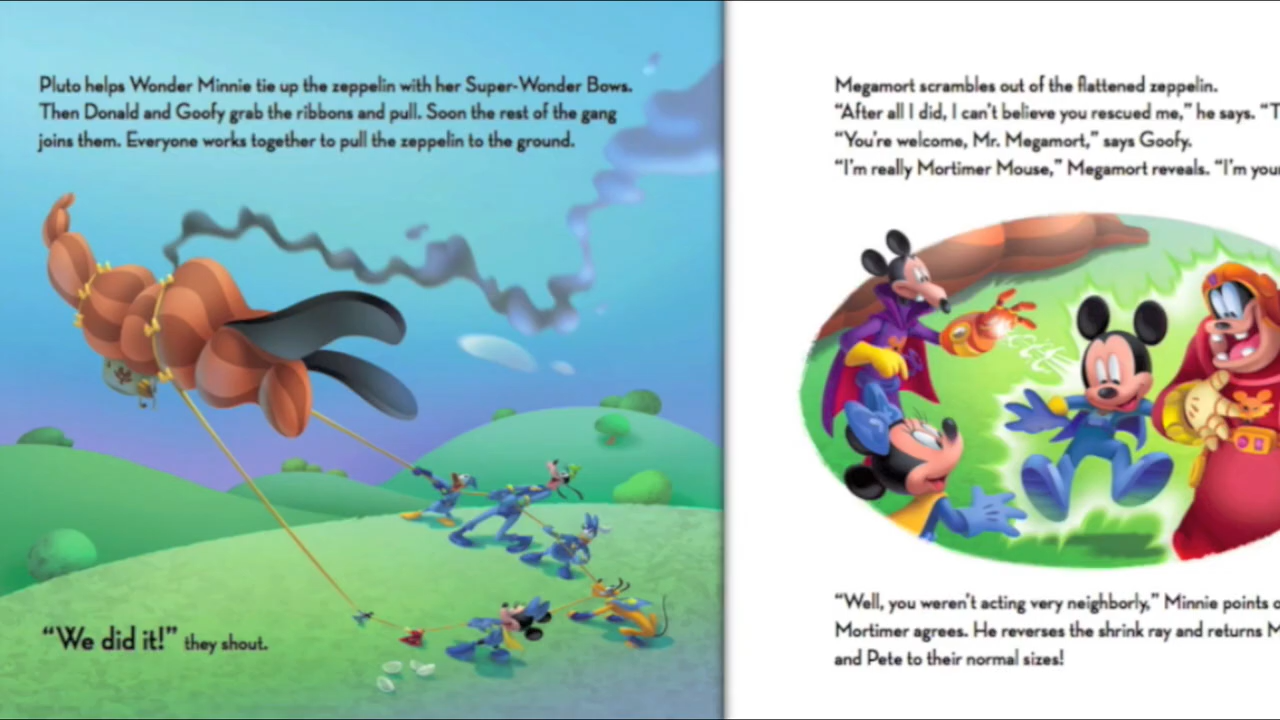 Pluto helps Wonder Minnie tie up the zeppelin with her Super-Wonder Bows.
Then Donald and Goofy grab the ribbons and pull. Soon the rest of the gang
joins them. Everyone works together to pull the zeppelin to the ground.
“We did it!” they shout.
Megamort scrambles out of the flattened zeppelin.
“After all I did, I can’t believe you rescued me,” he says. “T
“You’re welcome, Mr. Megamort,” says Goofy.
“I’m really Mortimer Mouse,” Megamort reveals. “I’m your
“Well, you weren’t acting very neighborly,” Minnie points
Mortimer agrees. He reverses the shrink ray and returns M
and Pete to their normal sizes!